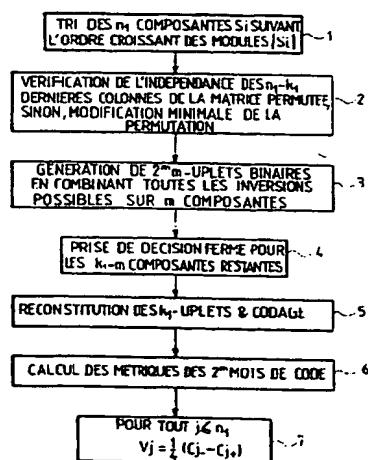 TRI DES n₁ COMPOSANTES Si SUIVANT
L'ORDRE CROISSANT DES MODULES |Si|
1
VERIFICATION DE L'INDEPENDANCE DES n₁-k₁
DERNIERES COLONNES DE LA MATRICE PERMUTEE,
SINON, MODIFICATION MINIMALE DE LA
PERMUTATION
2
GÉNÉRATION DE 2ᵐ m-UPLETS BINAIRES
EN COMBINANT TOUTES LES INVERSIONS
POSSIBLES SUR m COMPOSANTES
3
PRISE DE DECISION FERME POUR
LES k₁-m COMPOSANTES RESTANTES
4
RECONSTITUTION DES k₁-UPLETS & CODAGE
5
CALCUL DES METRIQUES DES 2ᵐ MOTS DE CODE
6
POUR TOUT j≤ n₁
Vj = ¼ (Cj₋-Cj₊)
7